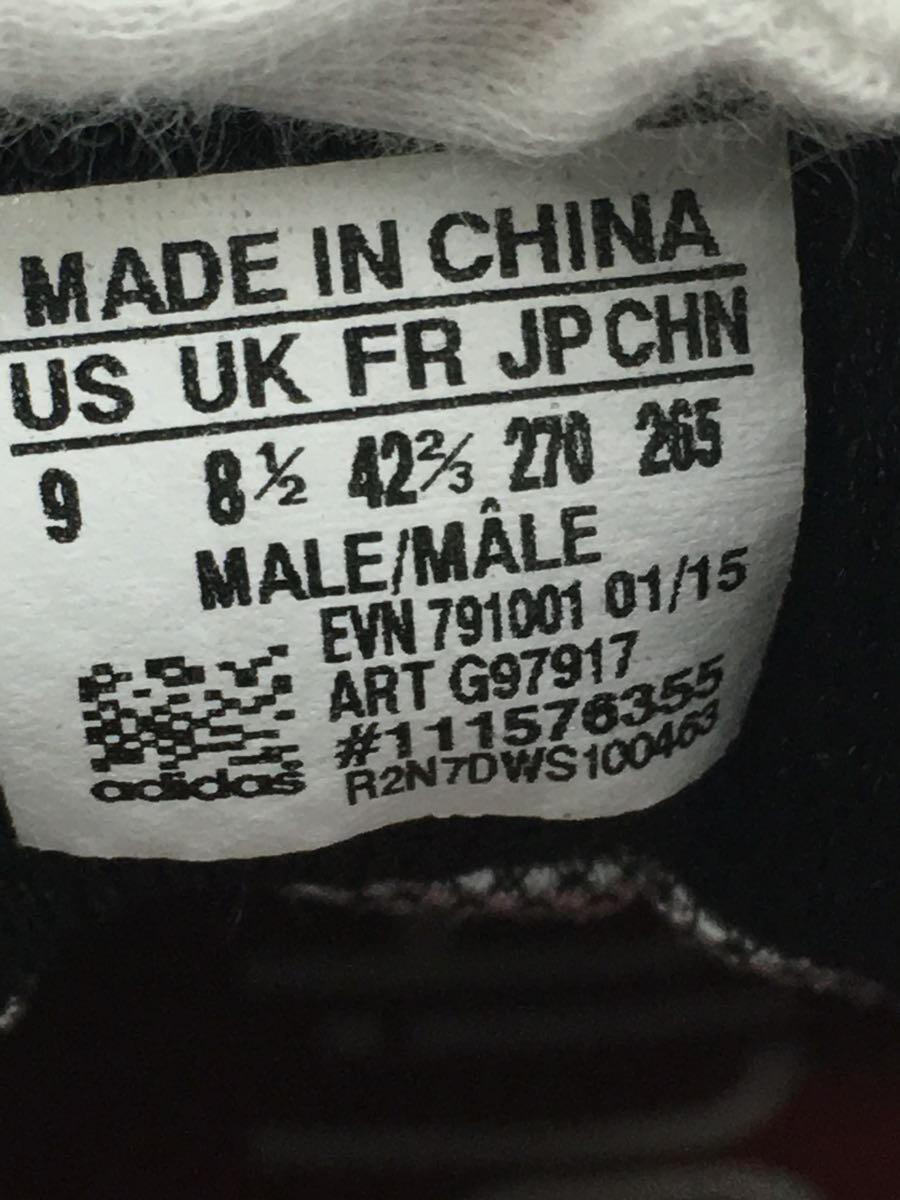 MADE IN CHINA
US UK FR JP CHN
9 8½ 42⅔ 270 265
MALE/MÂLE
EVN 791001 01/15
ART G97917
#111576355
R2N7DWS100463
adidas